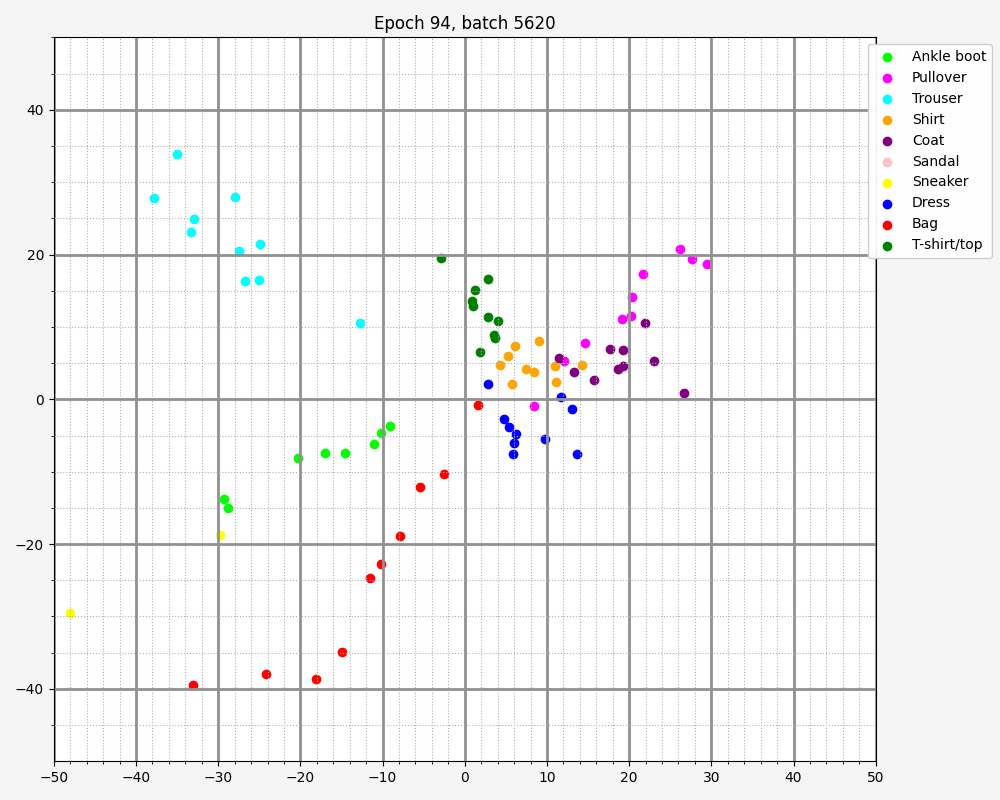 Epoch 94, batch 5620
Ankle boot
Pullover
Trouser
Shirt
Coat
Sandal
Sneaker
Dress
Bag
T-shirt/top
40
20
0
−20
−40
−50 −40 −30 −20 −10 0 10 20 30 40 50